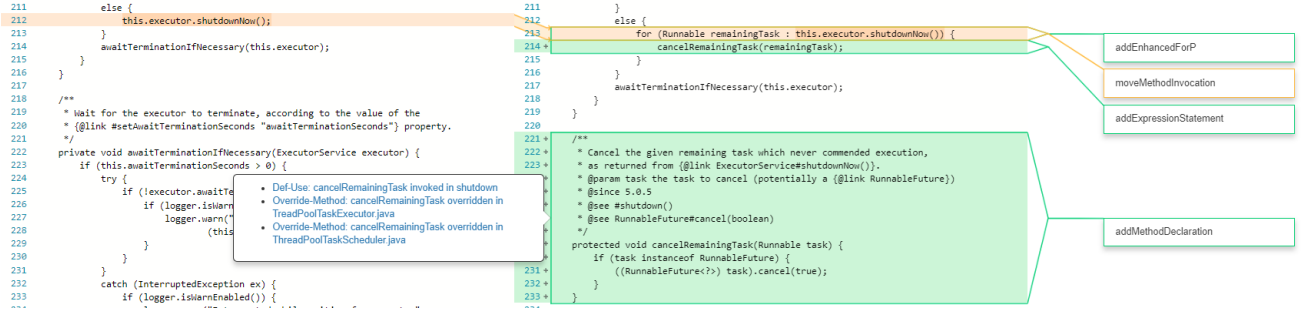 211 else {
212 this.executor.shutdownNow();
213 }
214 awaitTerminationIfNecessary(this.executor);
215 }
216 }
217
218 /**
219 * Wait for the executor to terminate, according to the value of the
220 * {@link #setAwaitTerminationSeconds "awaitTerminationSeconds"} property.
221 */
222 private void awaitTerminationIfNecessary(ExecutorService executor) {
223 if (this.awaitTerminationSeconds > 0) {
224 try {
225 if (!executor.awaitTe
226 if (logger.isWarn
227 logger.warn("
228 (this
229 }
230 }
231 }
232 catch (InterruptedException ex) {
233 if (logger.isWarnEnabled()) {
Def-Use: cancelRemainingTask invoked in shutdown
Override-Method: cancelRemainingTask overridden in
TreadPoolTaskExecutor.java
Override-Method: cancelRemainingTask overridden in
ThreadPoolTaskScheduler.java
211 }
212 else {
213 for (Runnable remainingTask : this.executor.shutdownNow()) {
214 + cancelRemainingTask(remainingTask);
215 }
216 }
217 awaitTerminationIfNecessary(this.executor);
218 }
219 }
220
221 + /**
222 + * Cancel the given remaining task which never commended execution,
223 + * as returned from {@link ExecutorService#shutdownNow()}.
* @param task the task to cancel (potentially a {@link RunnableFuture})
* @since 5.0.5
* @see #shutdown()
* @see RunnableFuture#cancel(boolean)
*/
protected void cancelRemainingTask(Runnable task) {
if (task instanceof RunnableFuture) {
231 + ((RunnableFuture<?>) task).cancel(true);
232 + }
233 + }
addEnhancedForP
moveMethodInvocation
addExpressionStatement
addMethodDeclaration